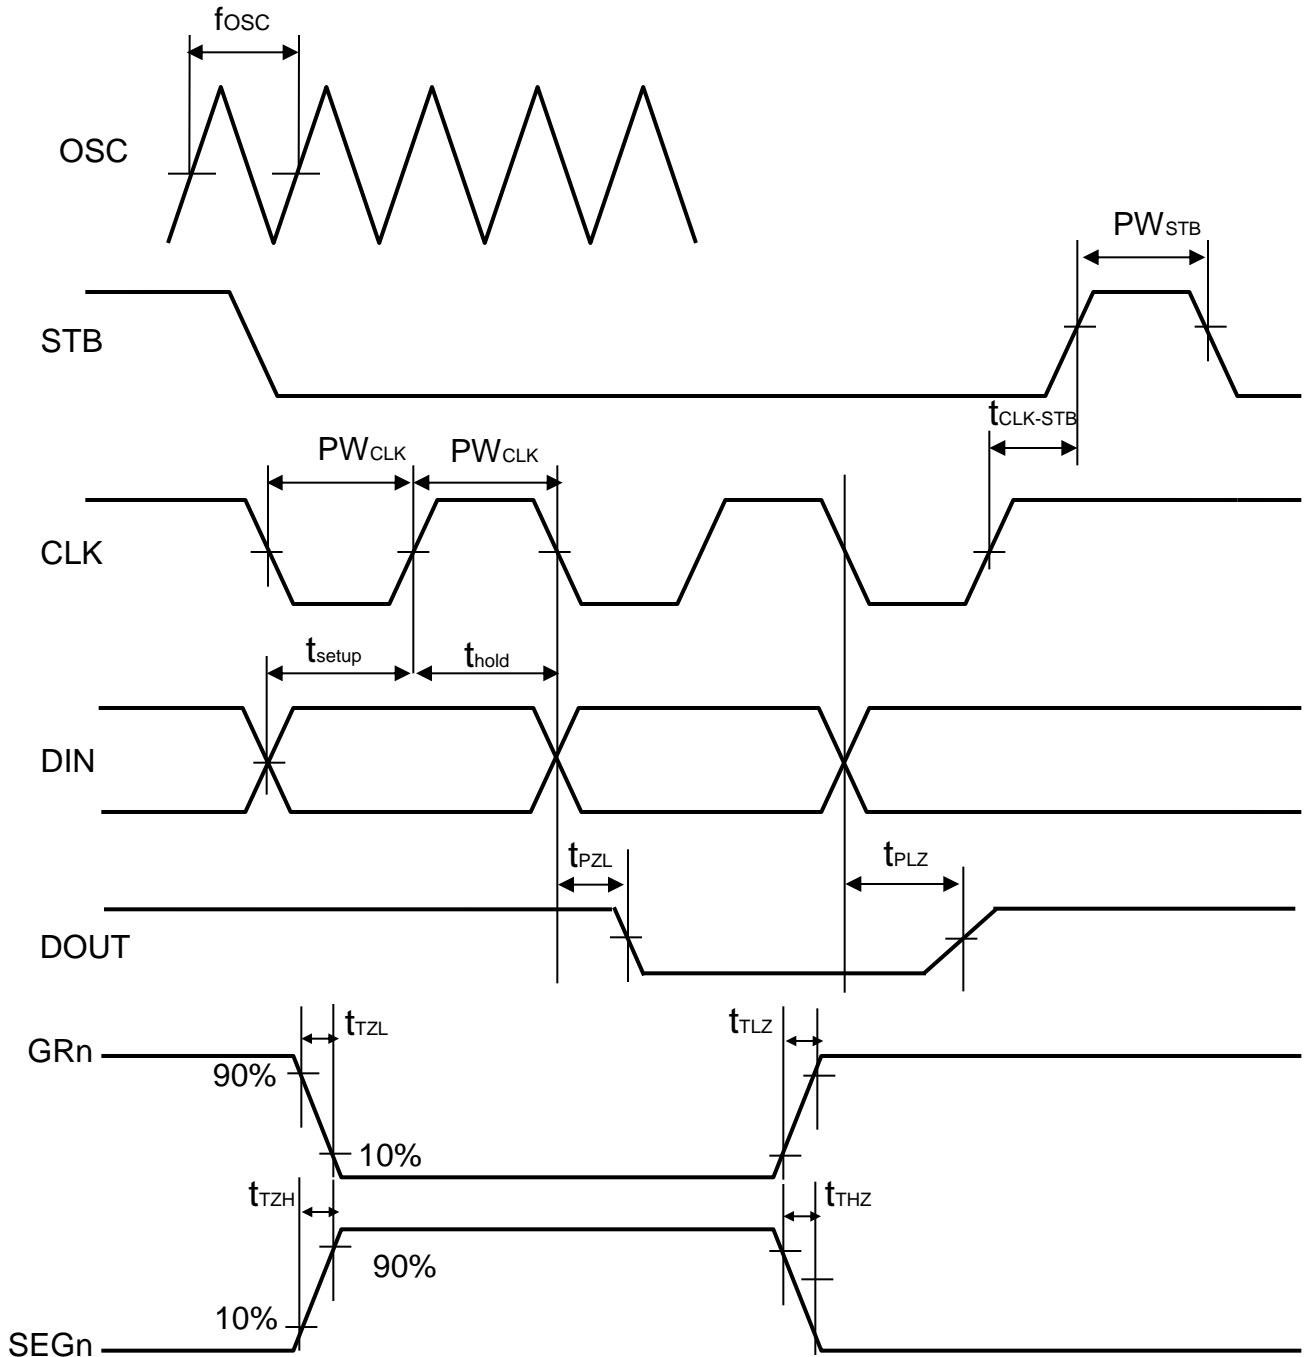 fOSC
OSC
PWSTB
STB
tCLK-STB
PWCLK PWCLK
CLK
tsetup thold
DIN
tPZL tPLZ
DOUT
tTZL tTLZ
GRn
90%
10%
tTZH tTHZ
90%
10%
SEGn